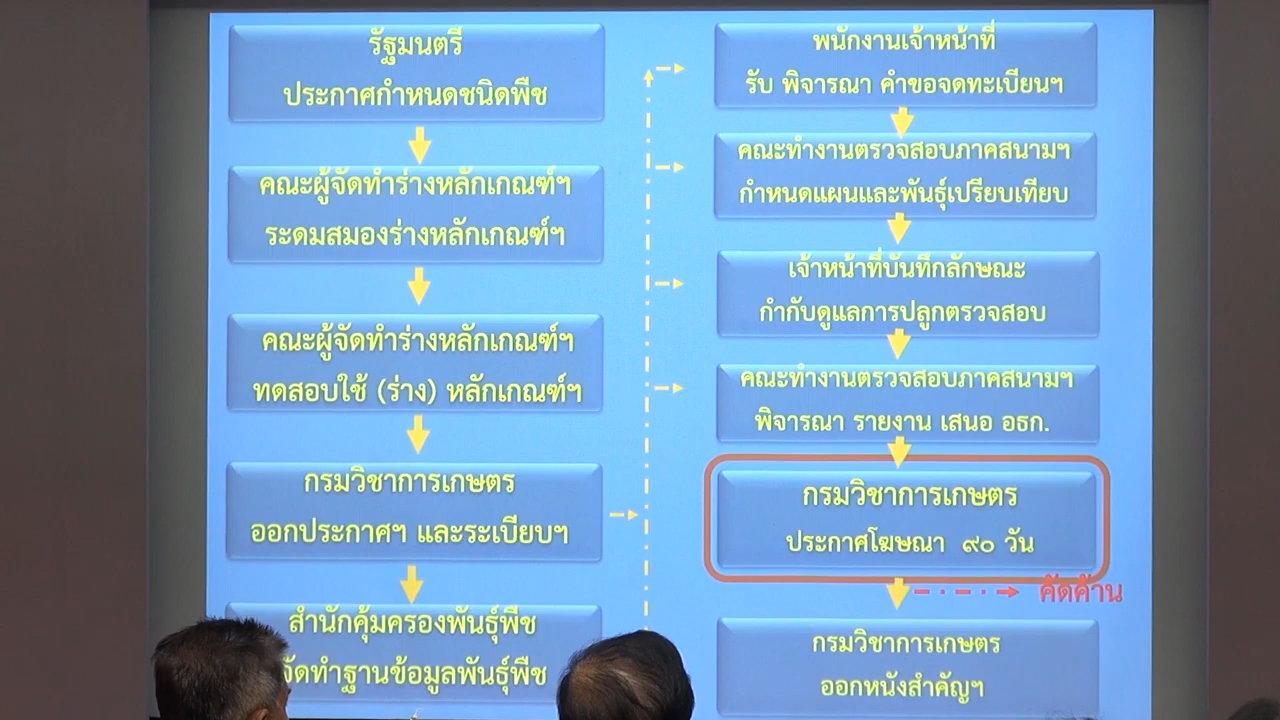 รัฐมนตรี
ประกาศกำหนดชนิดพืช
คณะผู้จัดทำร่างหลักเกณฑ์ฯ
ระดมสมองร่างหลักเกณฑ์ฯ
คณะผู้จัดทำร่างหลักเกณฑ์ฯ
ทดสอบใช้ (ร่าง) หลักเกณฑ์ฯ
กรมวิชาการเกษตร
ออกประกาศฯ และระเบียบฯ
สำนักคุ้มครองพันธุ์พืช
จัดทำฐานข้อมูลพันธุ์พืช
พนักงานเจ้าหน้าที่
รับ พิจารณา คำขอจดทะเบียนฯ
คณะทำงานตรวจสอบภาคสนามฯ
กำหนดแผนและพันธุ์เปรียบเทียบ
เจ้าหน้าที่บันทึกลักษณะ
กำกับดูแลการปลูกตรวจสอบ
คณะทำงานตรวจสอบภาคสนามฯ
พิจารณา รายงาน เสนอ อธก.
กรมวิชาการเกษตร
ประกาศโฆษณา ๙๐ วัน
คัดค้าน
กรมวิชาการเกษตร
ออกหนังสำคัญฯ